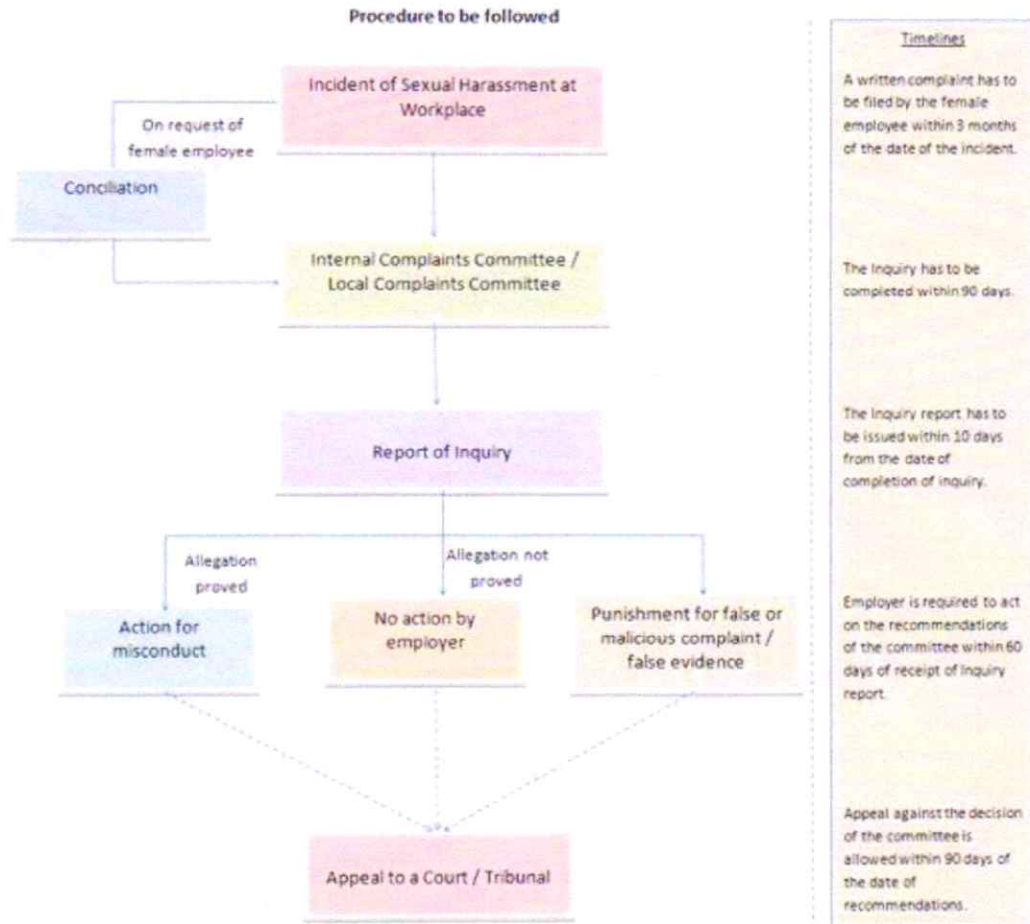 Procedure to be followed
Incident of Sexual Harassment at
Workplace
On request of
female employee
Conciliation
Internal Complaints Committee /
Local Complaints Committee
Report of Inquiry
Allegation
proved
Allegation not
proved
Action for
misconduct
No action by
employer
Punishment for false or
malicious complaint /
false evidence
Appeal to a Court / Tribunal
Timelines
A written complaint has to
be filed by the female
employee within 3 months
of the date of the incident.
The Inquiry has to be
completed within 90 days.
The Inquiry report has to
be issued within 10 days
from the date of
completion of inquiry.
Employer is required to act
on the recommendations
of the committee within 60
days of receipt of Inquiry
report.
Appeal against the decision
of the committee is
allowed within 90 days of
the date of
recommendations.